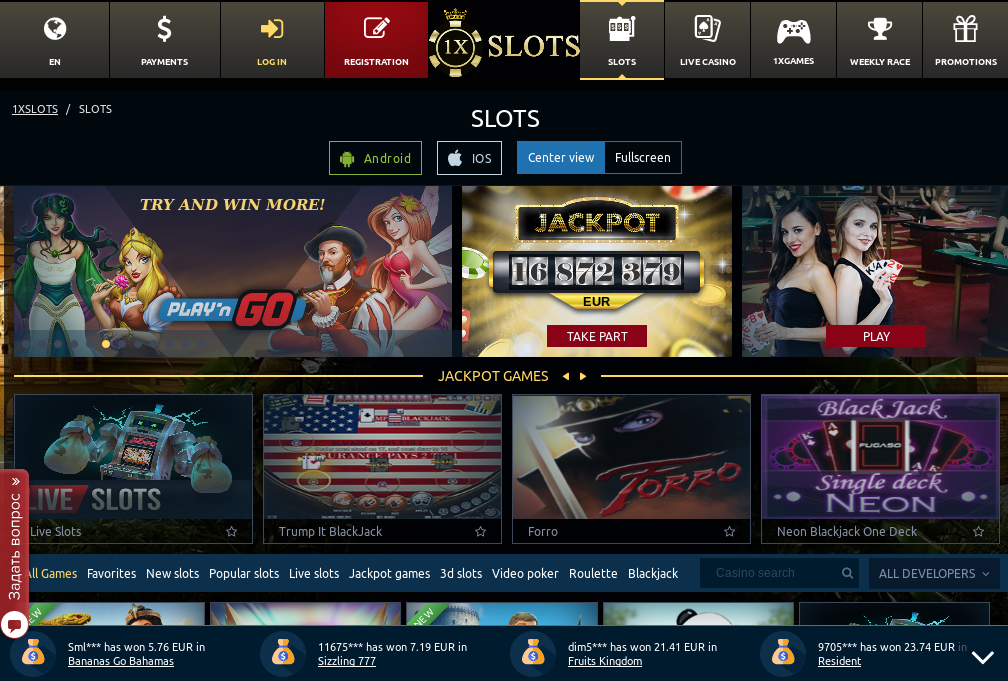 EN
PAYMENTS
LOG IN
REGISTRATION
1X SLOTS
SLOTS
LIVE CASINO
1XGAMES
WEEKLY RACE
PROMOTIONS
1XSLOTS / SLOTS
SLOTS
Android
IOS
Center view
Fullscreen
TRY AND WIN MORE!
PLAY'n GO
JACKPOT
16 872 379
EUR
TAKE PART
PLAY
JACKPOT GAMES
LIVE SLOTS
Live Slots
Trump It BlackJack
Forro
Forro
Black Jack
FUGASO
Single deck
NEON
Neon Blackjack One Deck
Задать вопрос »
All Games
Favorites
New slots
Popular slots
Live slots
Jackpot games
3d slots
Video poker
Roulette
Blackjack
Casino search
ALL DEVELOPERS
NEW
NEW
Sml*** has won 5.76 EUR in
Bananas Go Bahamas
11675*** has won 7.19 EUR in
Sizzling 777
dim5*** has won 21.41 EUR in
Fruits Kingdom
9705*** has won 23.74 EUR in
Resident